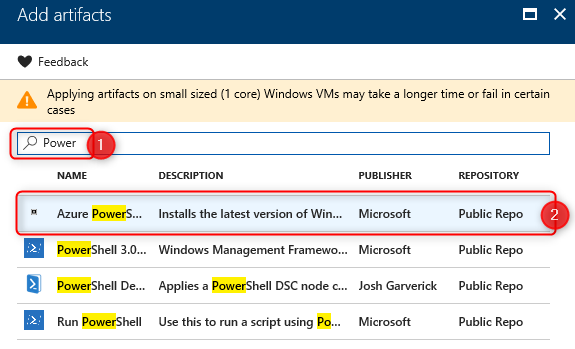 Add artifacts
Feedback
Applying artifacts on small sized (1 core) Windows VMs may take a longer time or fail in certain
cases
Power 1
NAME DESCRIPTION PUBLISHER REPOSITORY
Azure PowerS... Installs the latest version of Win... Microsoft Public Repo 2
PowerShell 3.0... Windows Management Framewo... Microsoft Public Repo
PowerShell De... Applies a PowerShell DSC node c... Josh Garverick Public Repo
Run PowerShell Use this to run a script using Po... Microsoft Public Repo